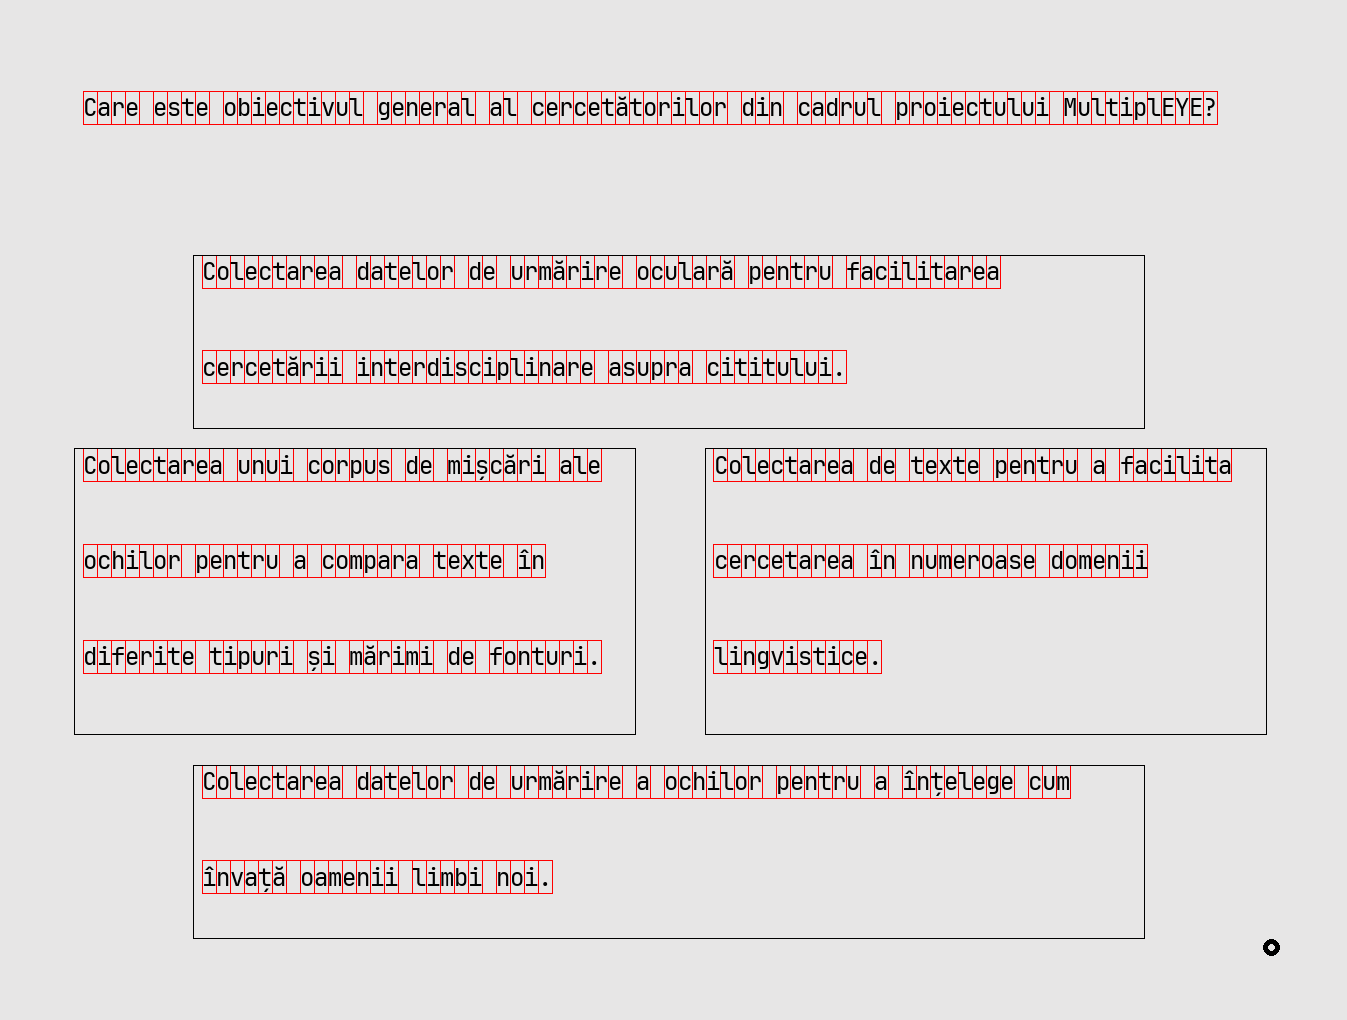 Care este obiectivul general al cercetătorilor din cadrul proiectului MultiplEYE?
Colectarea datelor de urmărire oculară pentru facilitarea
cercetării interdisciplinare asupra cititului.
Colectarea unui corpus de mișcări ale
ochilor pentru a compara texte în
diferite tipuri și mărimi de fonturi.
Colectarea de texte pentru a facilita
cercetarea în numeroase domenii
lingvistice.
Colectarea datelor de urmărire a ochilor pentru a înțelege cum
învață oamenii limbi noi.